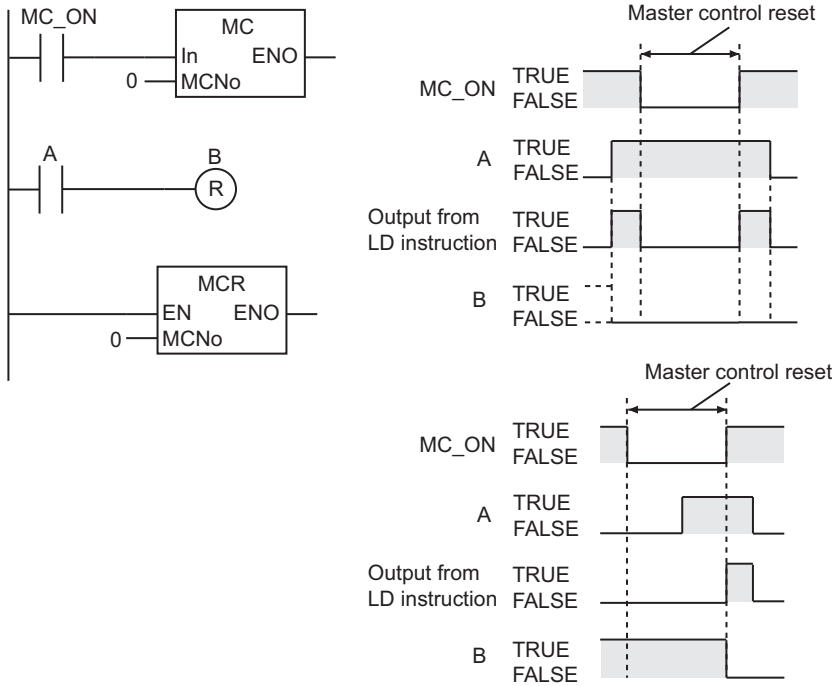 MC_ON
MC
In ENO
0 MCNo
A B
R
MCR
EN ENO
0 MCNo
Master control reset
MC_ON TRUE
FALSE
A TRUE
FALSE
Output from TRUE
LD instruction FALSE
B TRUE
FALSE
Master control reset
MC_ON TRUE
FALSE
A TRUE
FALSE
Output from TRUE
LD instruction FALSE
B TRUE
FALSE